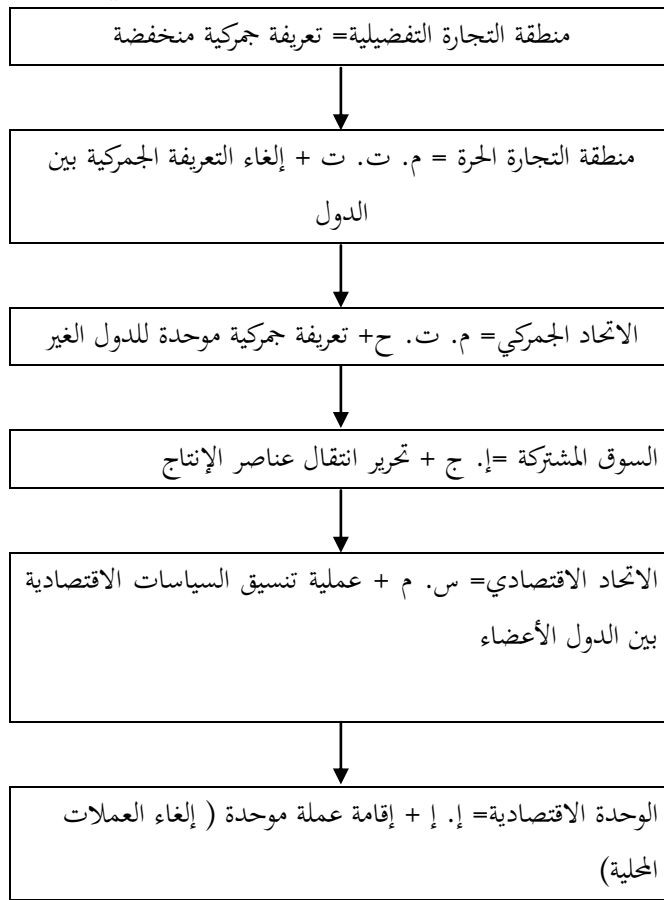 منطقة التجارة التفضيلية= تعريفة جمركية منخفضة
منطقة التجارة الحرة = م. ت. ت + إلغاء التعريفة الجمركية بين
الدول
الاتحاد الجمركي= م. ت. ح+ تعريفة جمركية موحدة للدول الغير
السوق المشتركة =إ. ج + تحرير انتقال عناصر الإنتاج
الاتحاد الاقتصادي= س. م + عملية تنسيق السياسات الاقتصادية
بين الدول الأعضاء
الوحدة الاقتصادية= إ. إ + إقامة عملة موحدة ( إلغاء العملات
المحلية)